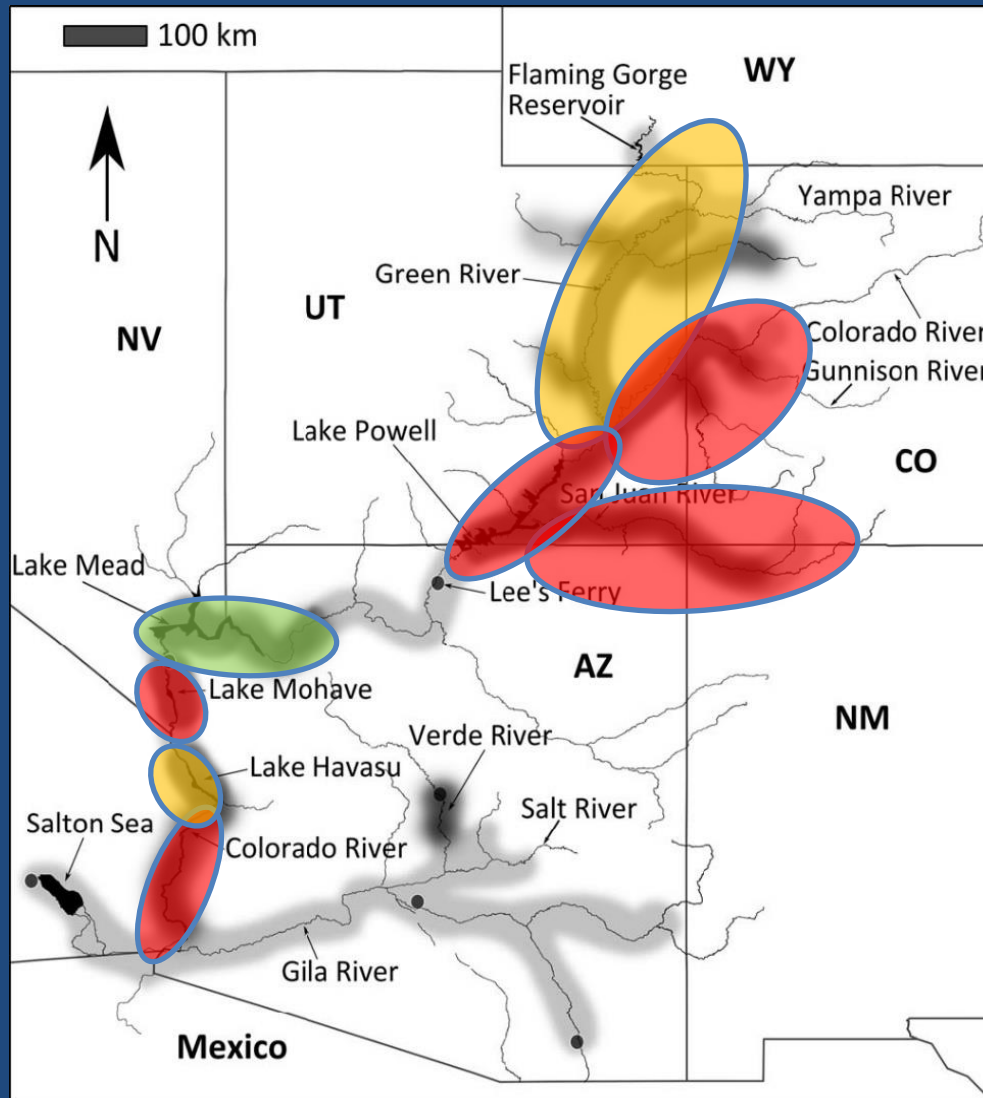 100 km
Flaming Gorge
Reservoir
WY
N
Yampa River
Green River
UT
NV
Colorado River
Gunnison River
Lake Powell
CO
San Juan River
Lake Mead
Lee's Ferry
AZ
Lake Mohave
NM
Verde River
Lake Havasu
Salt River
Salton Sea
Colorado River
Gila River
Mexico